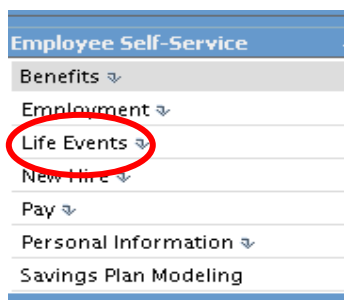 Employee Self-Service
Benefits
Employment
Life Events
New Hire
Pay
Personal Information
Savings Plan Modeling